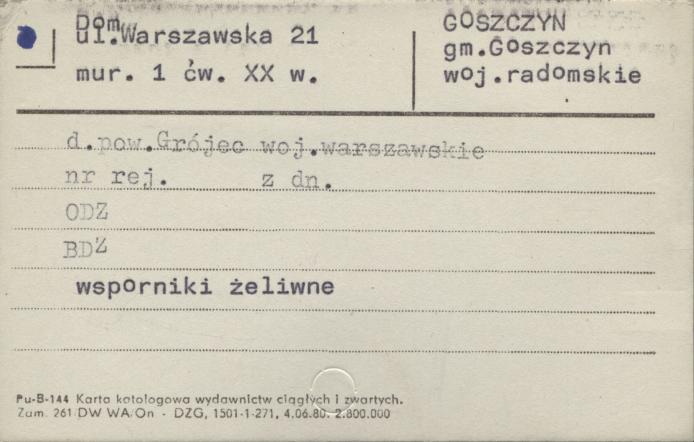 Dom
ul.Warszawska 21
mur. 1 ćw. XX w.
GOSZCZYN
gm.Goszczyn
woj.radomskie
d.pow.Grójec woj.warszawskie
nr rej. z dn.
ODZ
BDZ
wsporniki żeliwne
Pu-B-144 Karta katologowa wydawnictw ciągłych i zwartych.
Zam. 261 DW WA/On - DZG, 1501-1-271, 4.06.80. 2.800.000